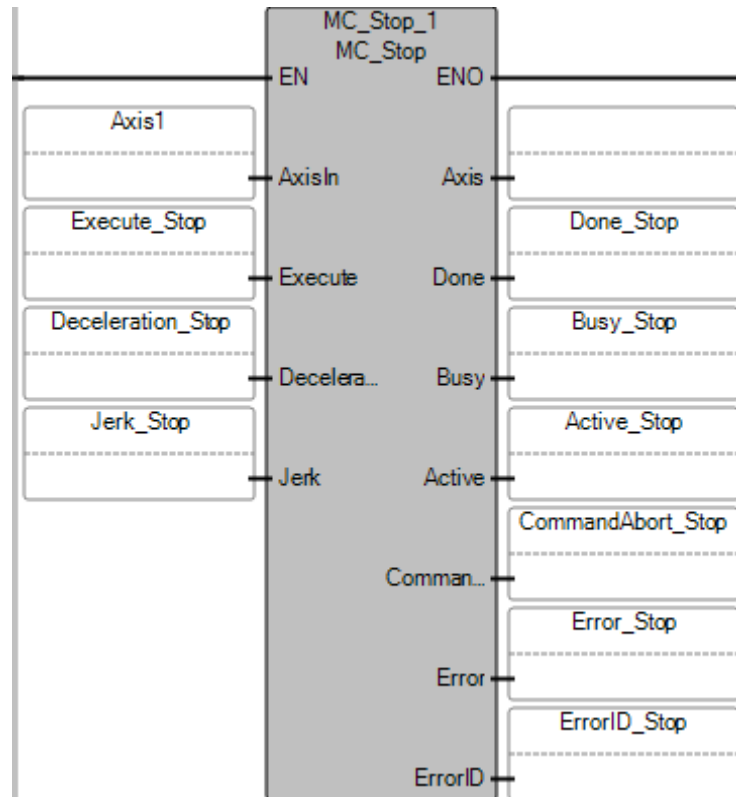 MC_Stop_1
MC_Stop
EN ENO
Axis1
AxisIn Axis
Execute_Stop Done_Stop
Execute Done
Deceleration_Stop Busy_Stop
Decelera... Busy
Jerk_Stop Active_Stop
Jerk Active
CommandAbort_Stop
Comman...
Error_Stop
Error
ErrorID_Stop
ErrorID